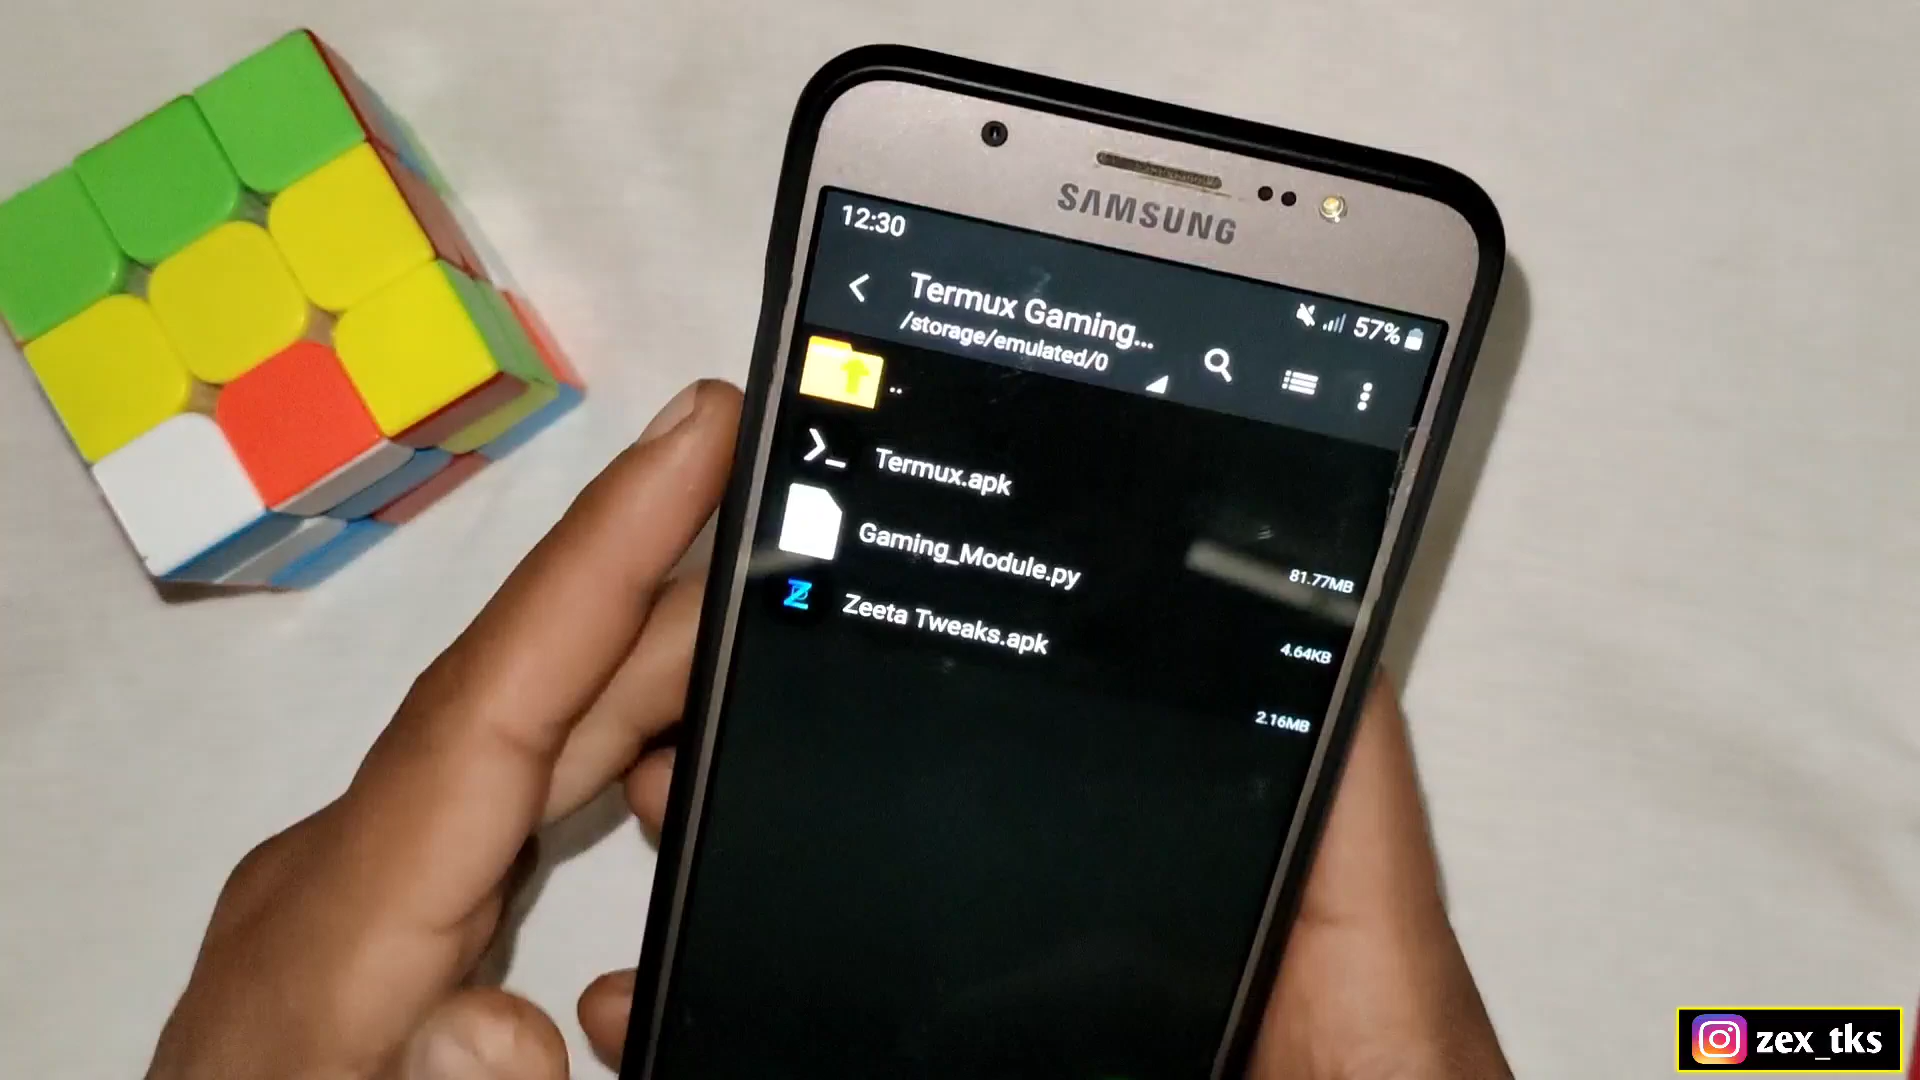 SAMSUNG
12:30
57%
Termux Gaming...
/storage/emulated/0
..
Termux.apk
81.77MB
Gaming_Module.py
4.64KB
Zeeta Tweaks.apk
2.16MB
zex_tks